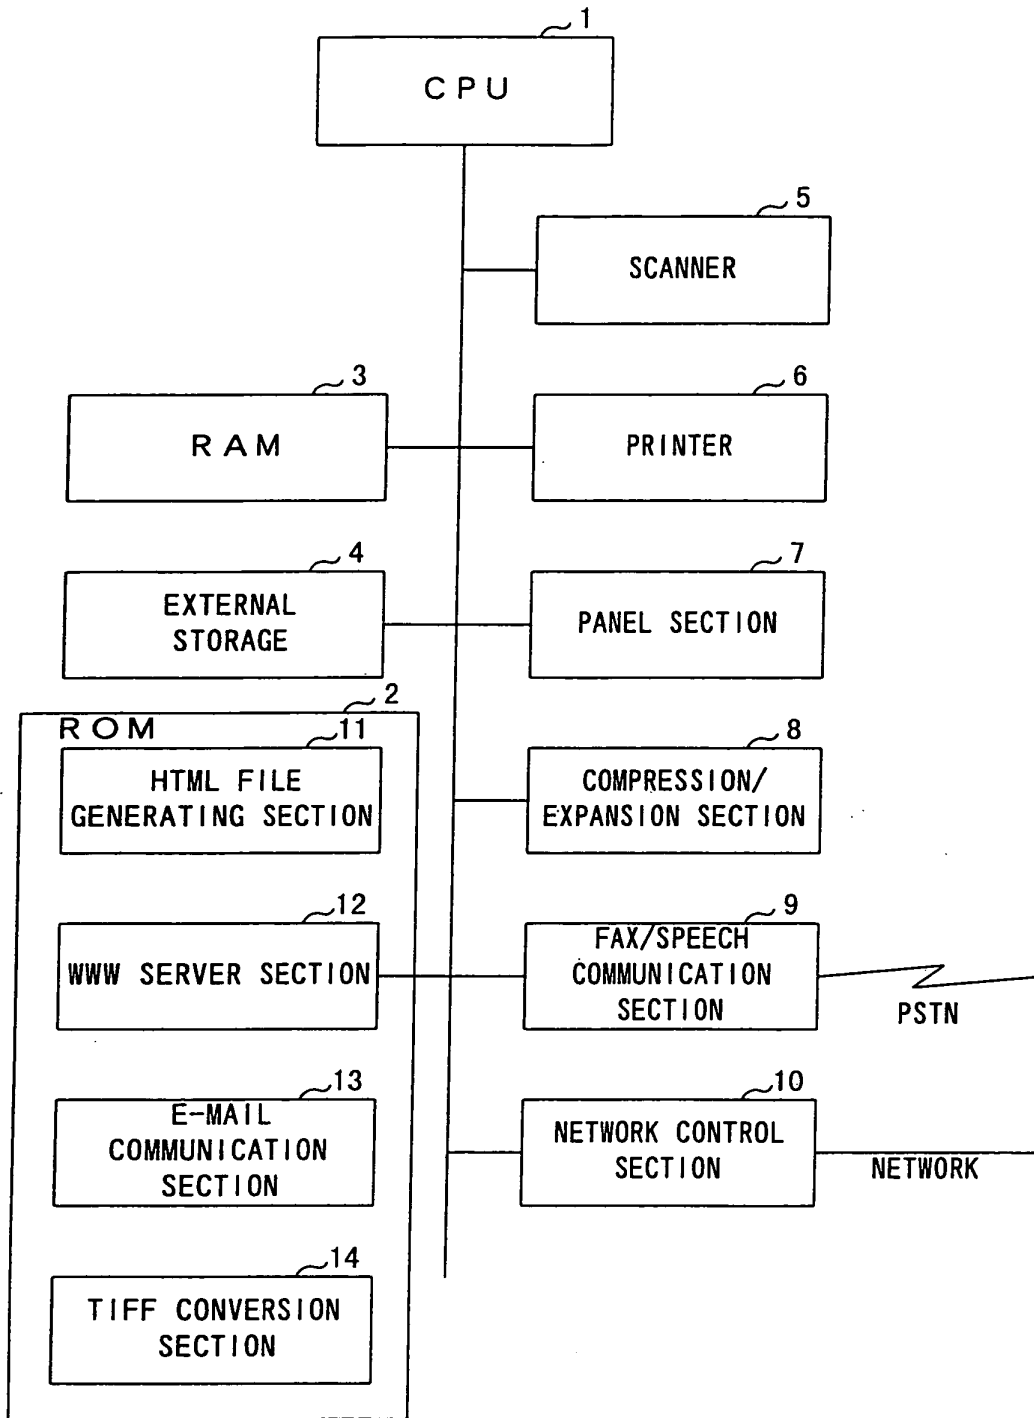 1
CPU
5
SCANNER
3
RAM
6
PRINTER
4
EXTERNAL
STORAGE
7
PANEL SECTION
2
ROM
11
HTML FILE
GENERATING SECTION
8
COMPRESSION/
EXPANSION SECTION
12
WWW SERVER SECTION
9
FAX/SPEECH
COMMUNICATION
SECTION
PSTN
13
E-MAIL
COMMUNICATION
SECTION
10
NETWORK CONTROL
SECTION
NETWORK
14
TIFF CONVERSION
SECTION